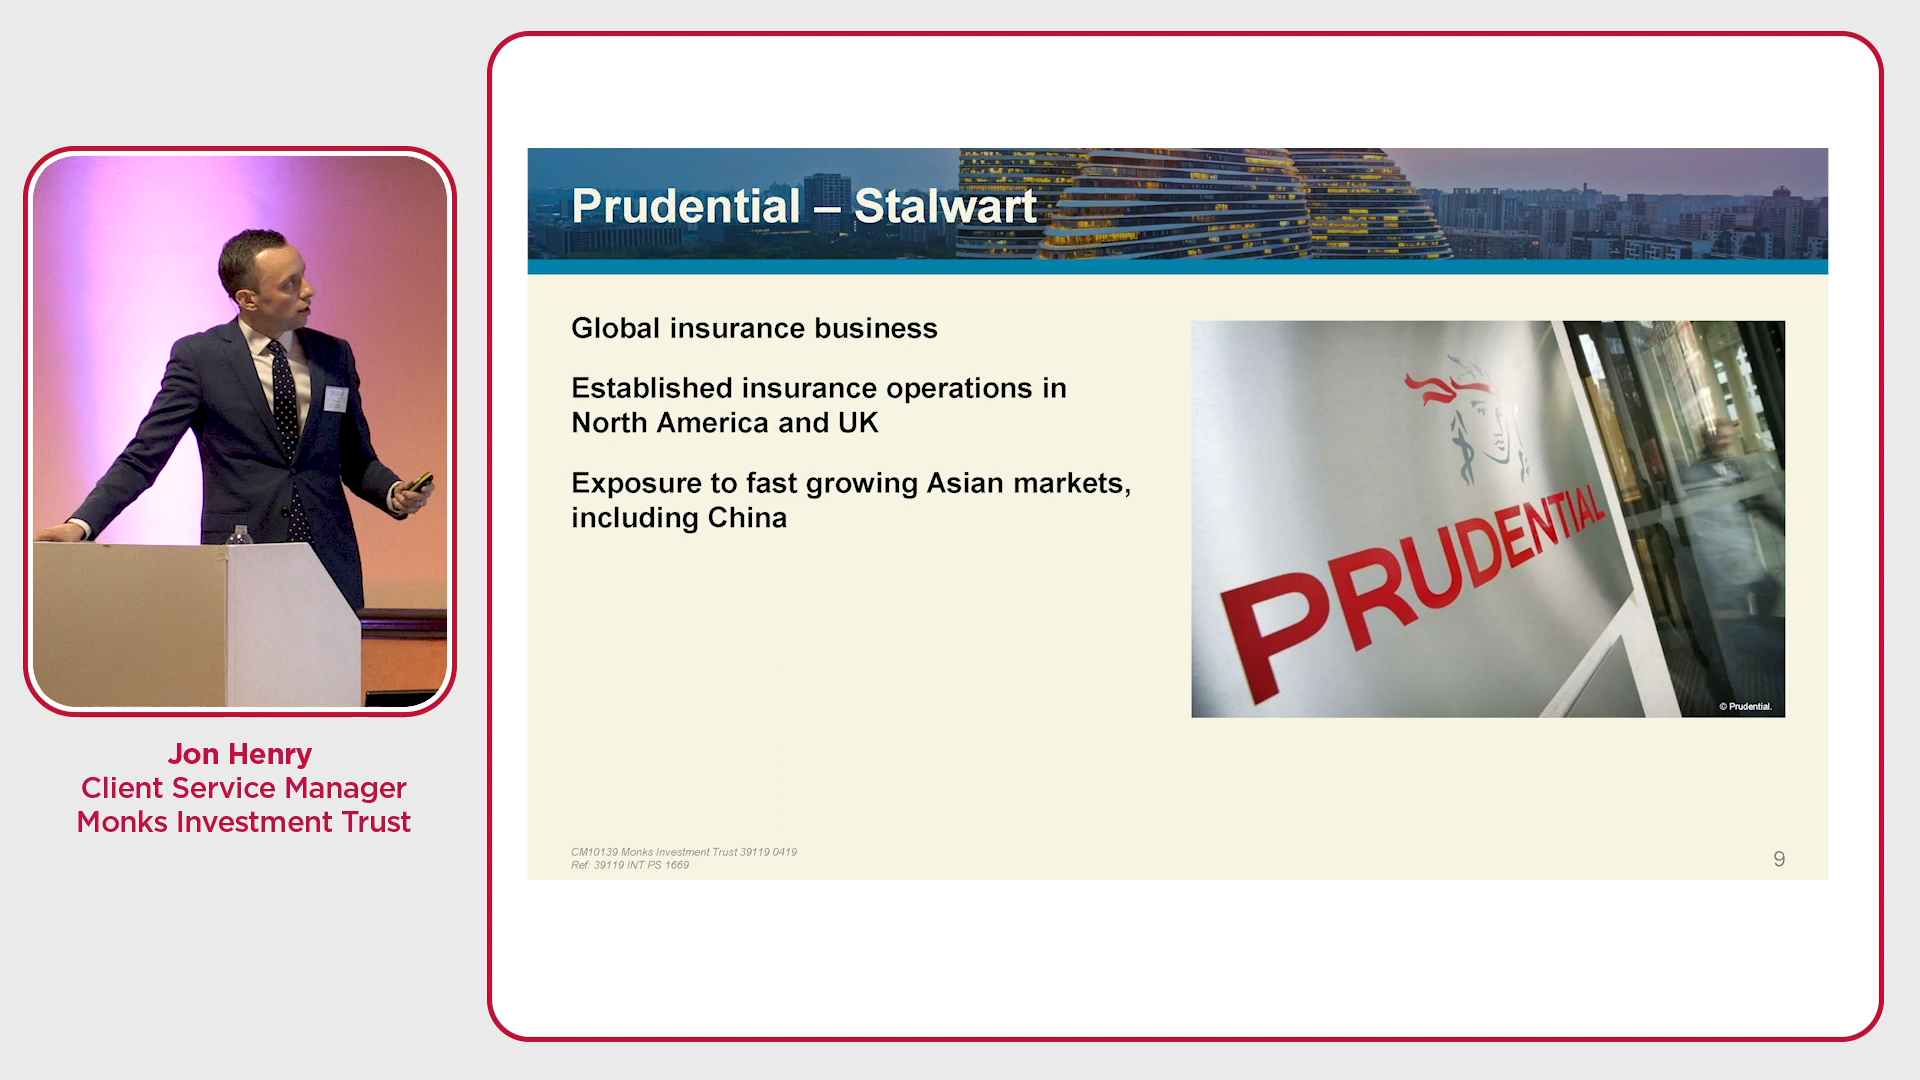 Prudential – Stalwart
Global insurance business
Established insurance operations in
North America and UK
Exposure to fast growing Asian markets,
including China
PRUDENTIAL
© Prudential.
Jon Henry
Client Service Manager
Monks Investment Trust
CM10139 Monks Investment Trust 39119 0419
Ref: 39119 INT PS 1669
9